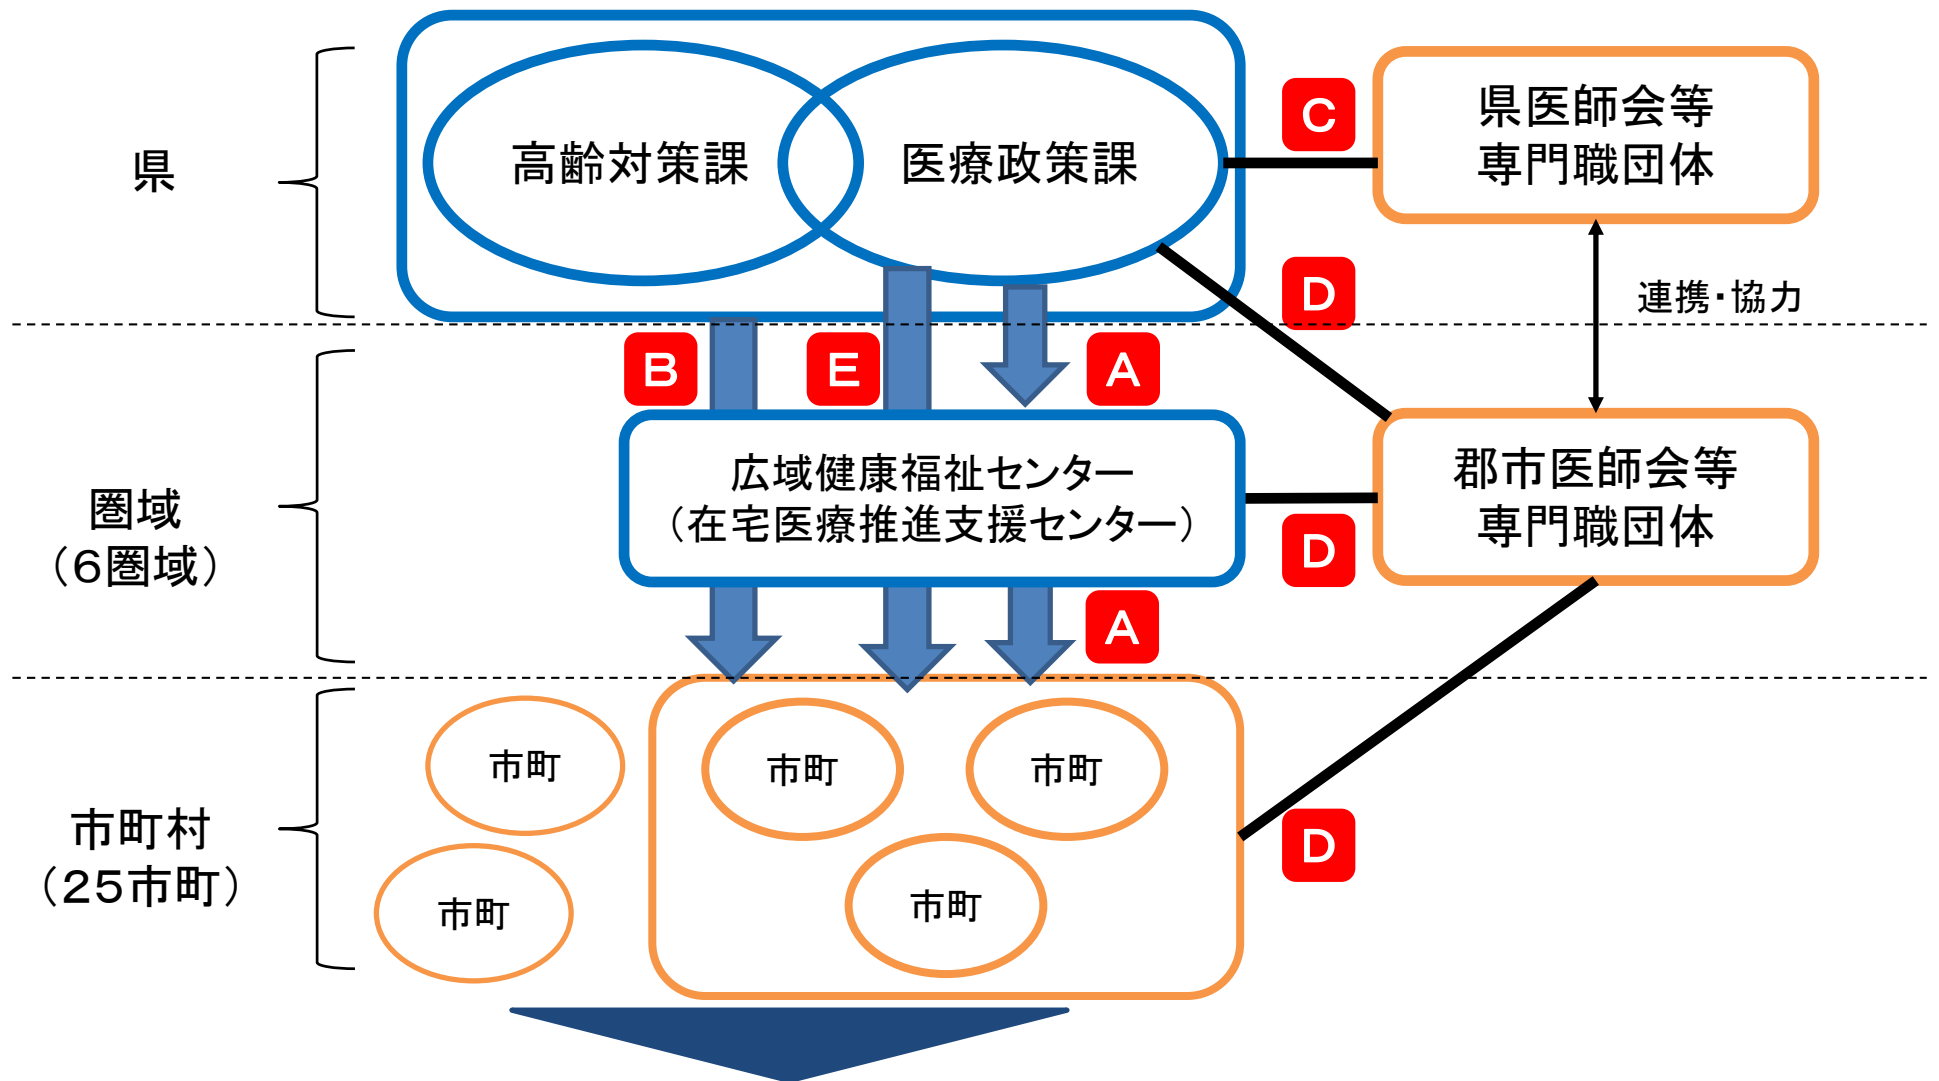 県
高齢対策課
医療政策課
C
県医師会等
専門職団体
D
連携・協力
B
E
A
圏域
（6圏域）
広域健康福祉センター
（在宅医療推進支援センター）
D
郡市医師会等
専門職団体
A
市町村
（25市町）
市町
市町
市町
市町
市町
D